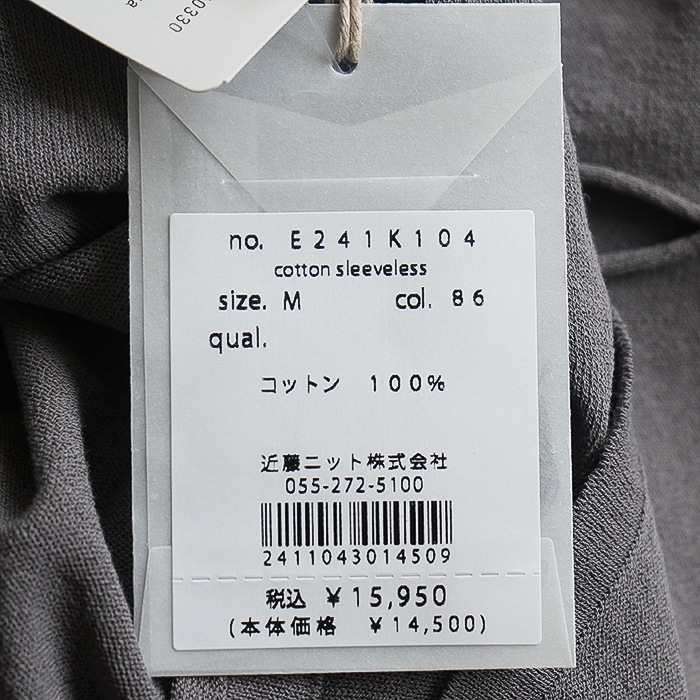 0330
no. E241K104
cotton sleeveless
size. M col. 86
qual.
コットン 100%
近藤ニット株式会社
055-272-5100
2411043014509
税込 ¥15,950
(本体価格 ¥14,500)